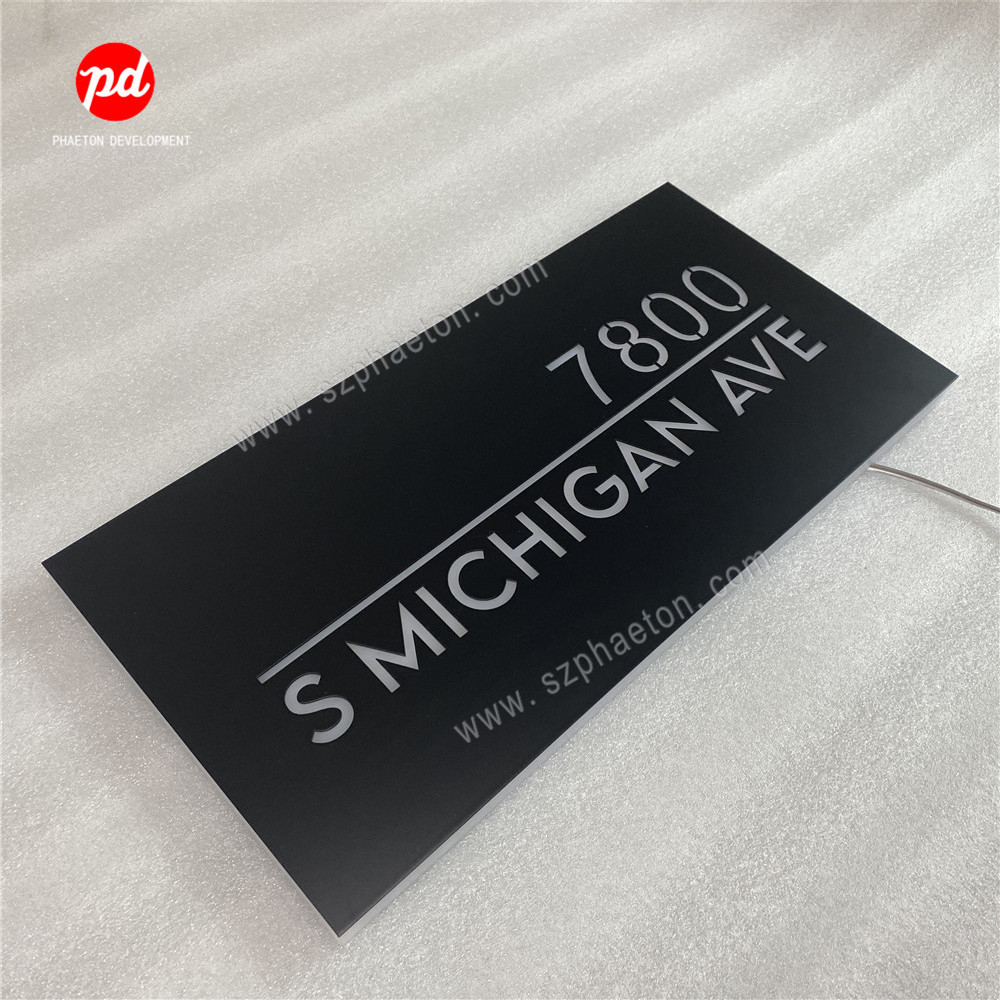 pd
PHAETON DEVELOPMENT
www.szphaeton.com
7800
S MICHIGAN AVE
www.szphaeton.com